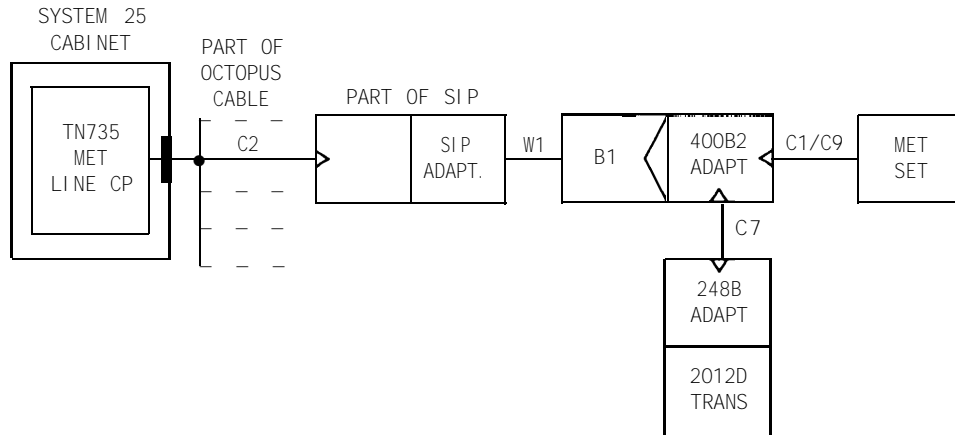 SYSTEM 25
CABINET
PART OF
OCTOPUS
CABLE
PART OF SIP
TN735
MET
LINE CP
C2
SIP
ADAPT.
W1
B1
400B2
ADAPT
C1/C9
MET
SET
C7
248B
ADAPT
2012D
TRANS